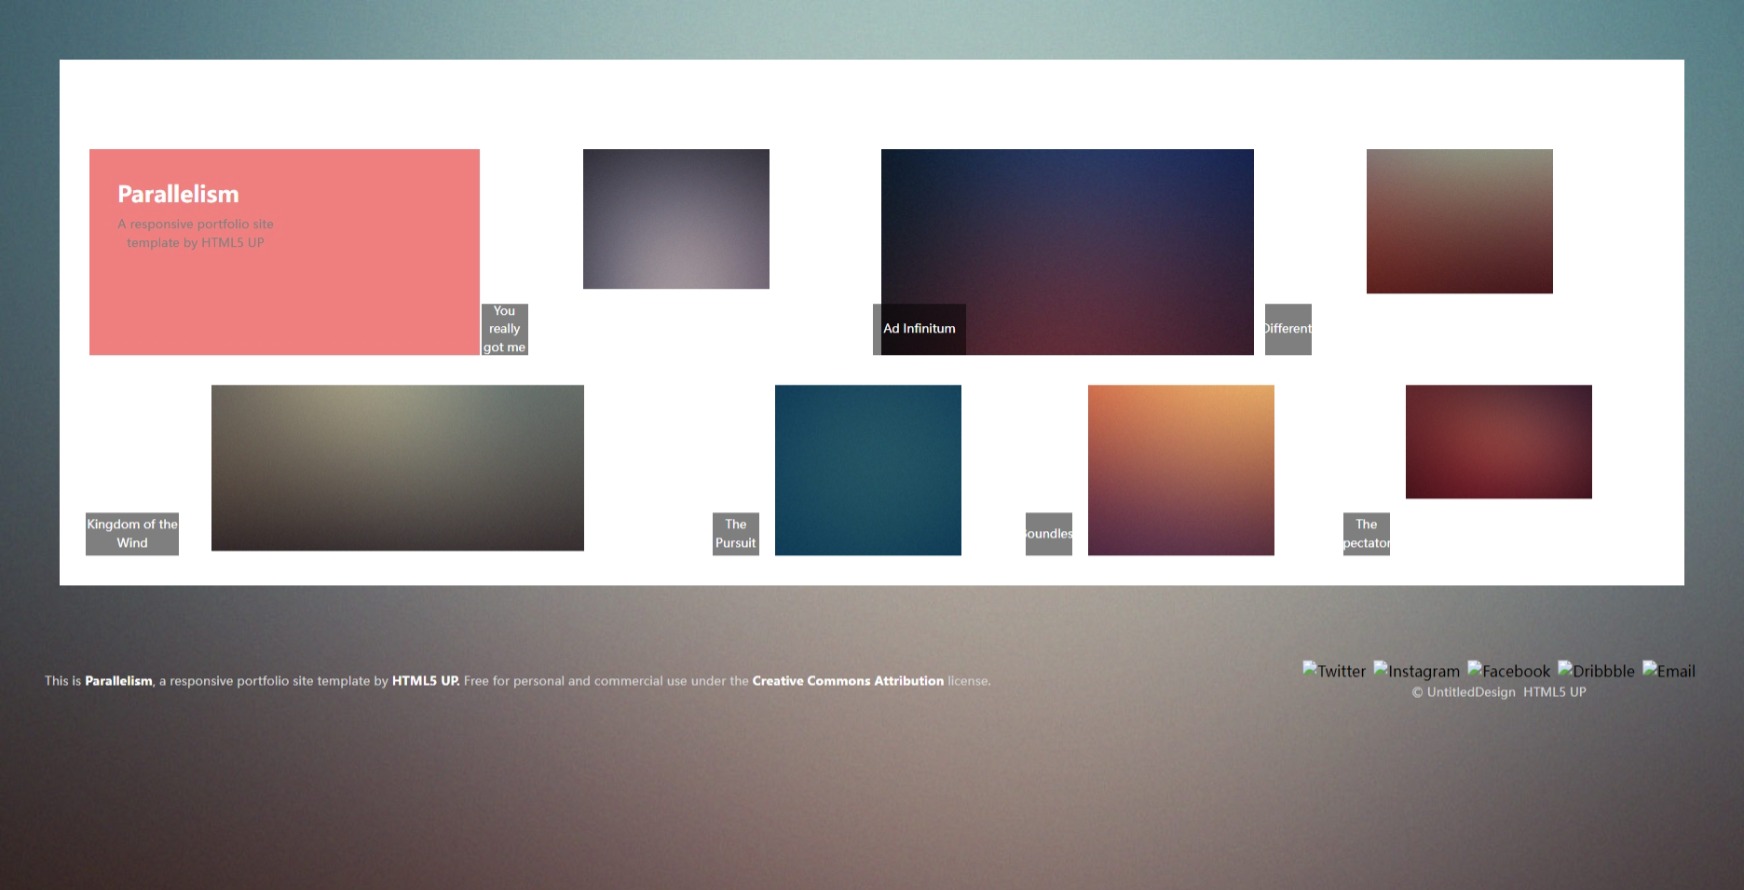 Parallelism
A responsive portfolio site
template by HTML5 UP
You
really
got me
Ad Infinitum
Different
Kingdom of the
Wind
The
Pursuit
oundles
The
pectator
This is Parallelism, a responsive portfolio site template by HTML5 UP. Free for personal and commercial use under the Creative Commons Attribution license.
Twitter Instagram Facebook Dribbble Email
© UntitledDesign HTML5 UP